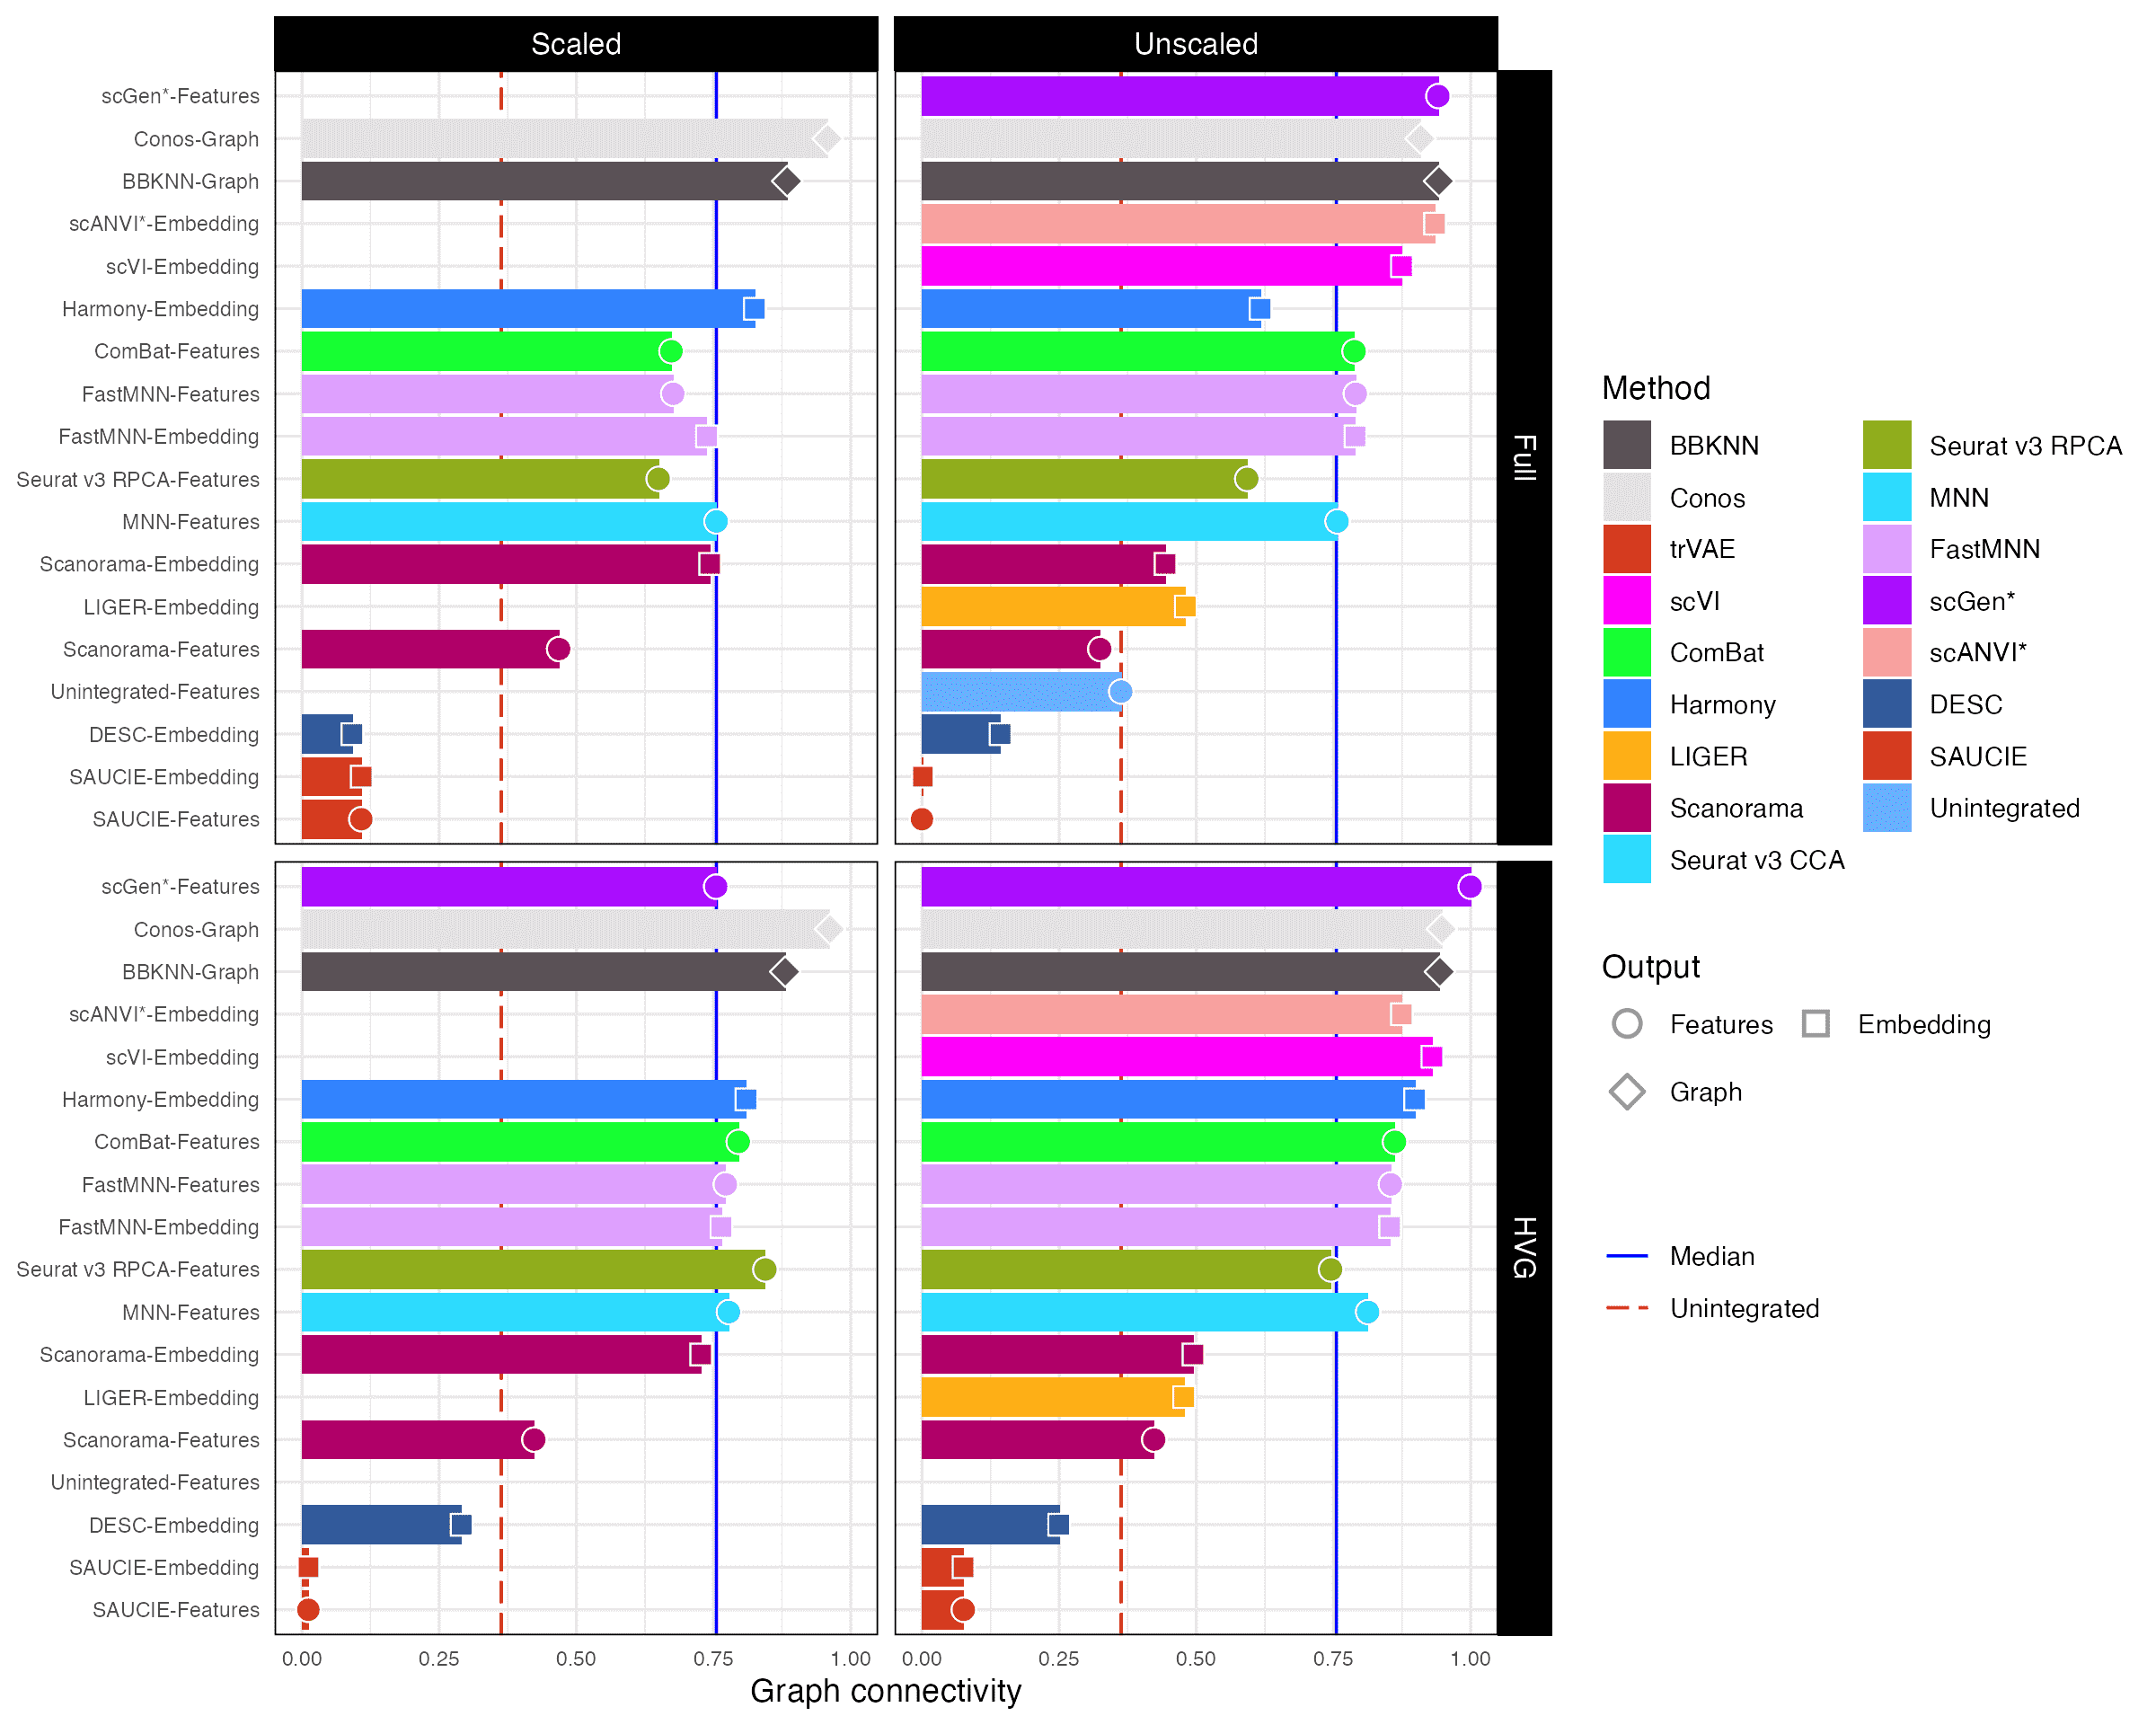 Scaled
Unscaled
scGen*-Features
Conos-Graph
BBKNN-Graph
scANVI*-Embedding
scVI-Embedding
Harmony-Embedding
ComBat-Features
FastMNN-Features
FastMNN-Embedding
Seurat v3 RPCA-Features
MNN-Features
Scanorama-Embedding
LIGER-Embedding
Scanorama-Features
Unintegrated-Features
DESC-Embedding
SAUCIE-Embedding
SAUCIE-Features
Full
scGen*-Features
Conos-Graph
BBKNN-Graph
scANVI*-Embedding
scVI-Embedding
Harmony-Embedding
ComBat-Features
FastMNN-Features
FastMNN-Embedding
Seurat v3 RPCA-Features
MNN-Features
Scanorama-Embedding
LIGER-Embedding
Scanorama-Features
Unintegrated-Features
DESC-Embedding
SAUCIE-Embedding
SAUCIE-Features
HVG
0.00 0.25 0.50 0.75 1.00
0.00 0.25 0.50 0.75 1.00
Graph connectivity
Method
BBKNN
Conos
trVAE
scVI
ComBat
Harmony
LIGER
Scanorama
Seurat v3 CCA
Seurat v3 RPCA
MNN
FastMNN
scGen*
scANVI*
DESC
SAUCIE
Unintegrated
Output
Features
Embedding
Graph
Median
Unintegrated